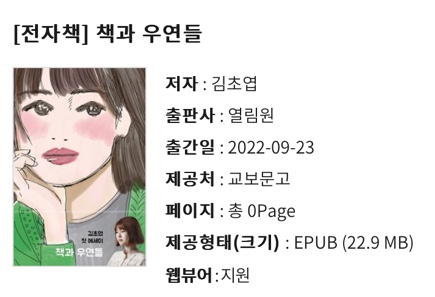 [전자책] 책과 우연들
저자 : 김초엽
출판사 : 열림원
출간일 : 2022-09-23
제공처 : 교보문고
페이지 : 총 0Page
제공형태(크기) : EPUB (22.9 MB)
웹뷰어 : 지원
김초엽
첫 에세이
책과 우연들